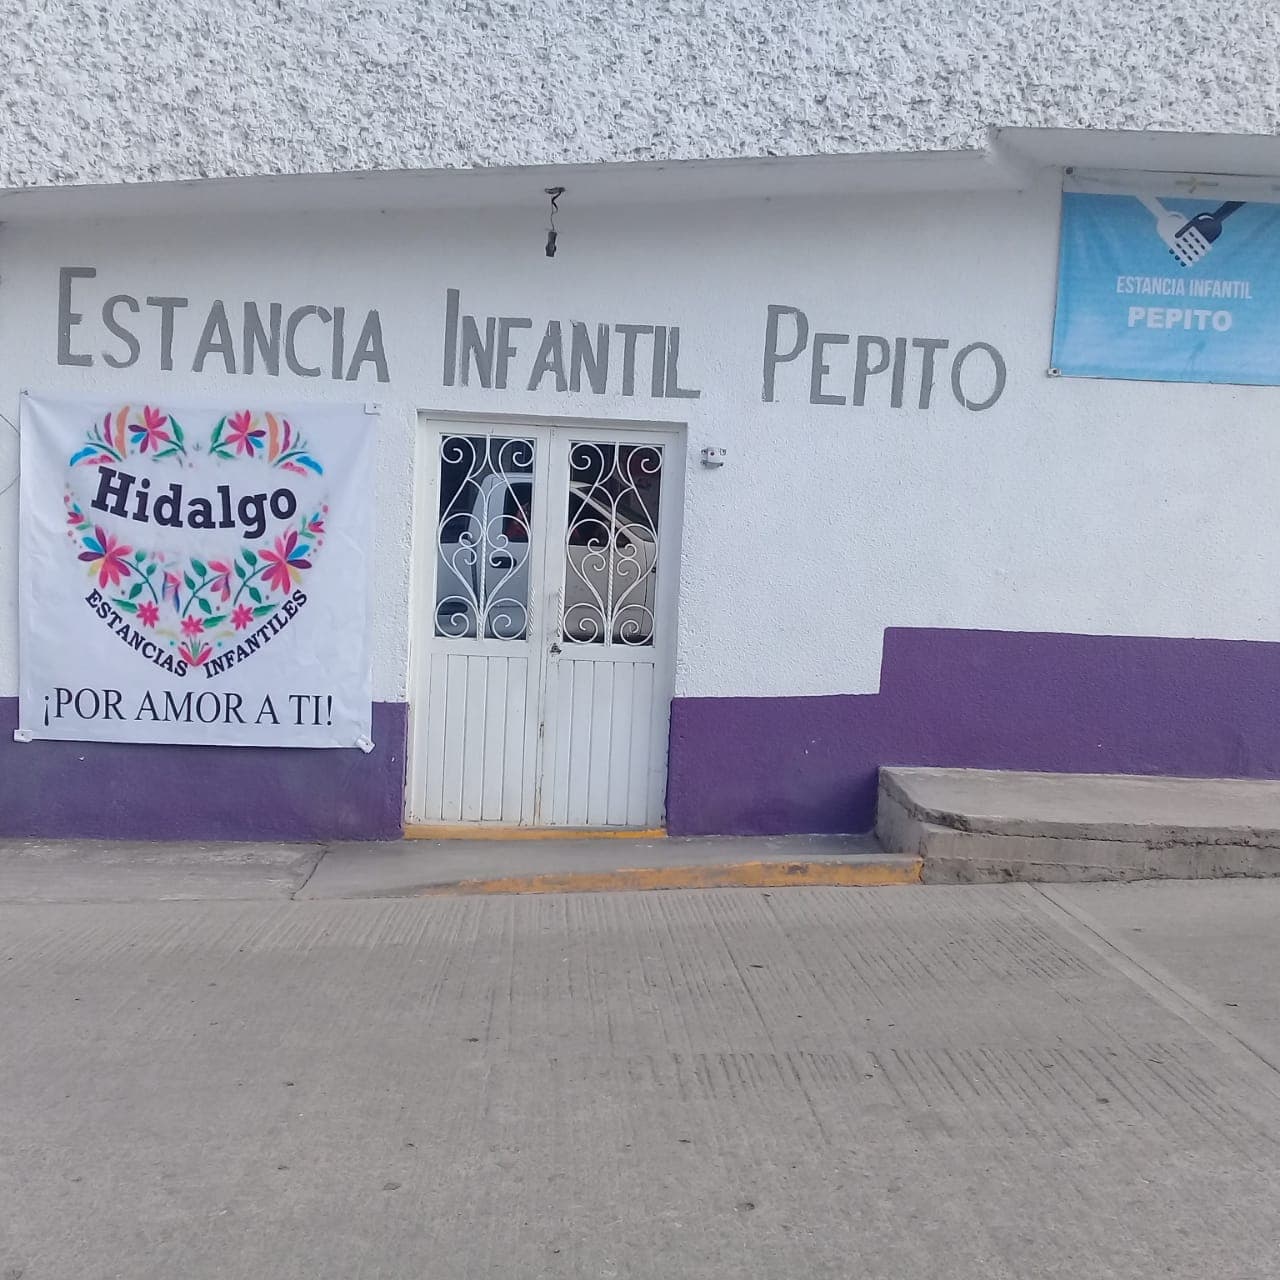 ESTANCIA INFANTIL PEPITO
ESTANCIA INFANTIL
PEPITO
Hidalgo
ESTANCIAS INFANTILES
¡POR AMOR A TI!